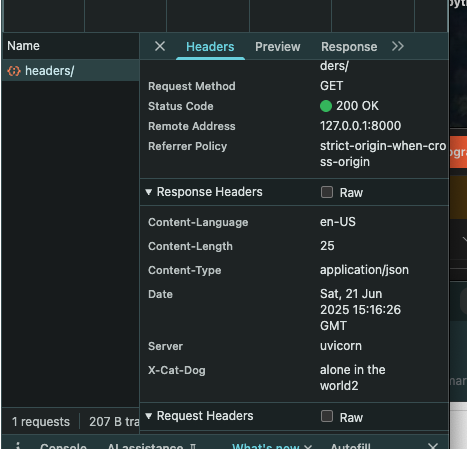 Name
Headers Preview Response
headers/
ders/
Request Method GET
Status Code 200 OK
Remote Address 127.0.0.1:8000
Referrer Policy strict-origin-when-cro
ss-origin
Response Headers Raw
Content-Language en-US
Content-Length 25
Content-Type application/json
Date Sat, 21 Jun
2025 15:16:26
GMT
Server uvicorn
X-Cat-Dog alone in the
world2
1 requests 207 B tra
Request Headers Raw
Console AI assistance What's new Autofill